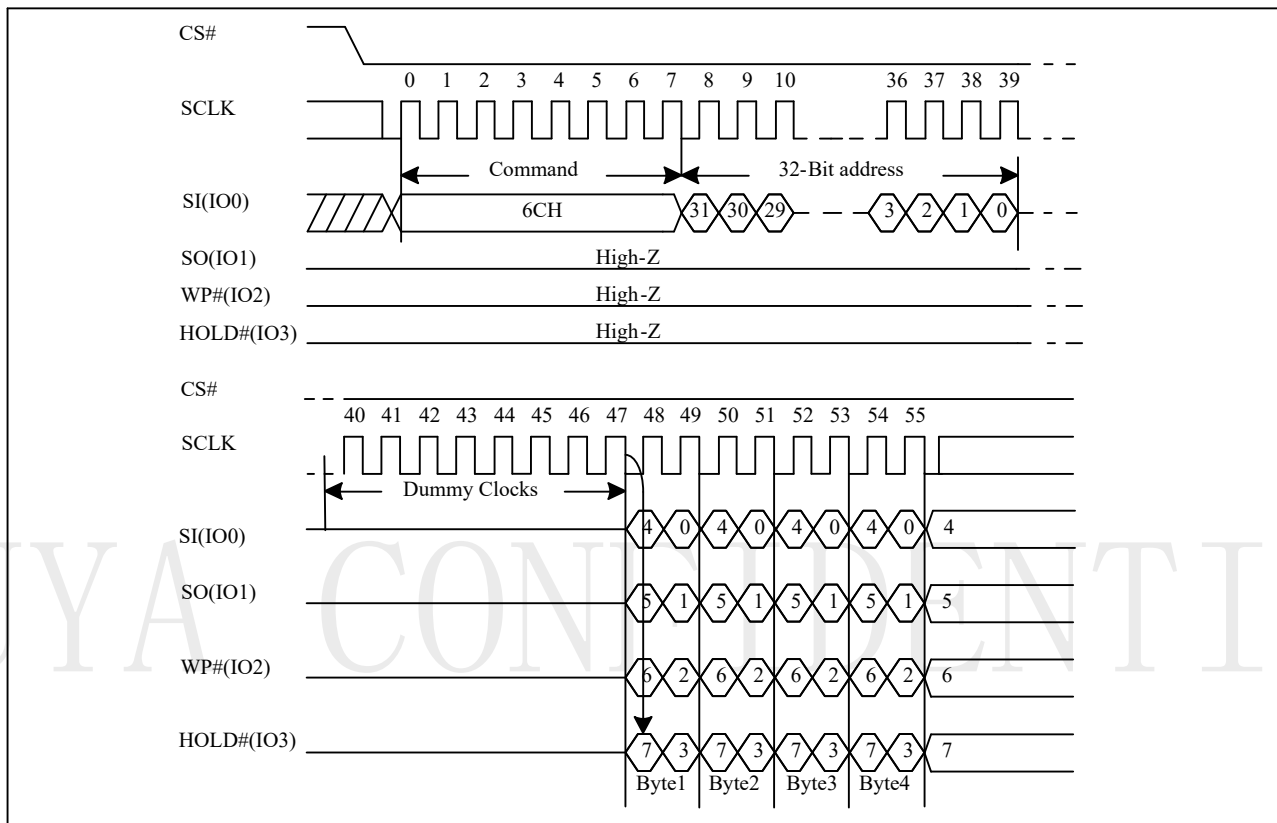 CS#
0 1 2 3 4 5 6 7 8 9 10 36 37 38 39
SCLK
Command 32-Bit address
SI(IO0) 6CH 31 30 29 3 2 1 0
SO(IO1) High-Z
WP#(IO2) High-Z
HOLD#(IO3) High-Z
CS#
40 41 42 43 44 45 46 47 48 49 50 51 52 53 54 55
SCLK
Dummy Clocks
SI(IO0) 4 0 4 0 4 0 4 0 4
SO(IO1) 5 1 5 1 5 1 5 1 5
WP#(IO2) 6 2 6 2 6 2 6 2 6
HOLD#(IO3) 7 3 7 3 7 3 7 3 7
Byte1 Byte2 Byte3 Byte4